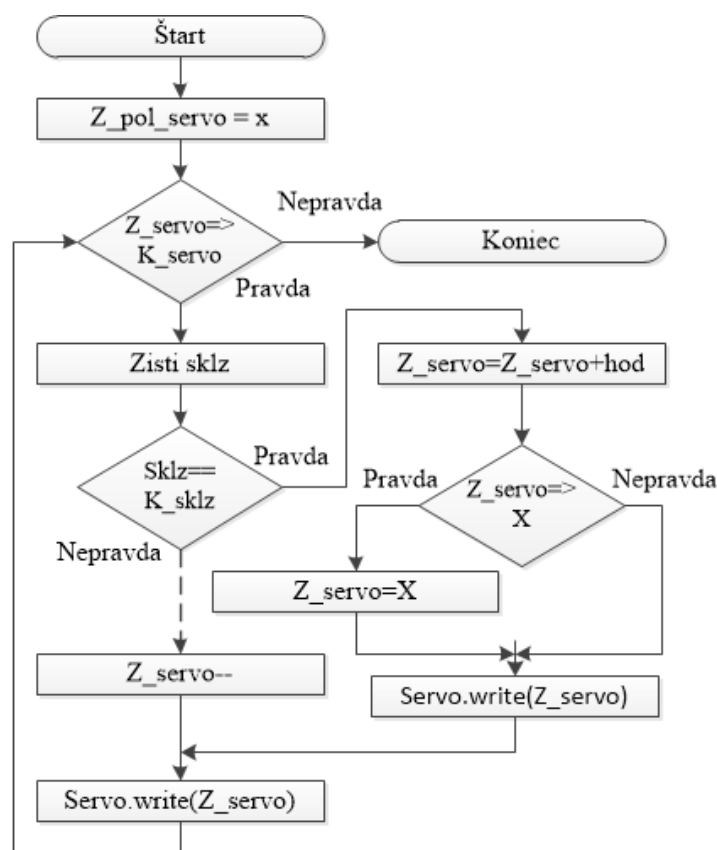 Štart
Z_pol_servo = x
Nepravda
Z_servo=>
K_servo
Koniec
Pravda
Zisti sklz
Z_servo=Z_servo+hod
Sklz==
K_sklz
Pravda
Pravda
Z_servo=>
X
Nepravda
Nepravda
Z_servo=X
Z_servo--
Servo.write(Z_servo)
Servo.write(Z_servo)